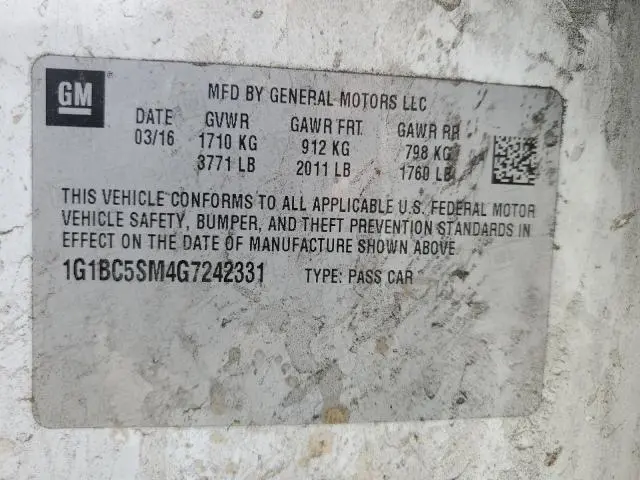 GM
MFD BY GENERAL MOTORS LLC
DATE GVWR GAWR FRT GAWR RR
03/16 1710 KG 912 KG 798 KG
3771 LB 2011 LB 1760 LB
THIS VEHICLE CONFORMS TO ALL APPLICABLE U.S. FEDERAL MOTOR
VEHICLE SAFETY, BUMPER, AND THEFT PREVENTION STANDARDS IN
EFFECT ON THE DATE OF MANUFACTURE SHOWN ABOVE.
1G1BC5SM4G7242331 TYPE: PASS CAR